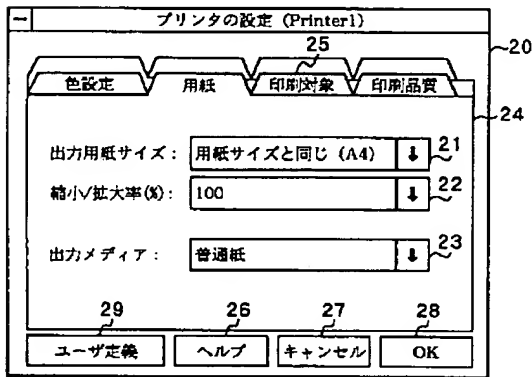 プリンタの設定 (Printer1)
20
25
色設定 用紙 印刷対象 印刷品質
24
出力用紙サイズ： 用紙サイズと同じ (A4) ↓ 21
縮小/拡大率(%)： 100 ↓ 22
出力メディア： 普通紙 ↓ 23
29 26 27 28
ユーザ定義 ヘルプ キャンセル OK